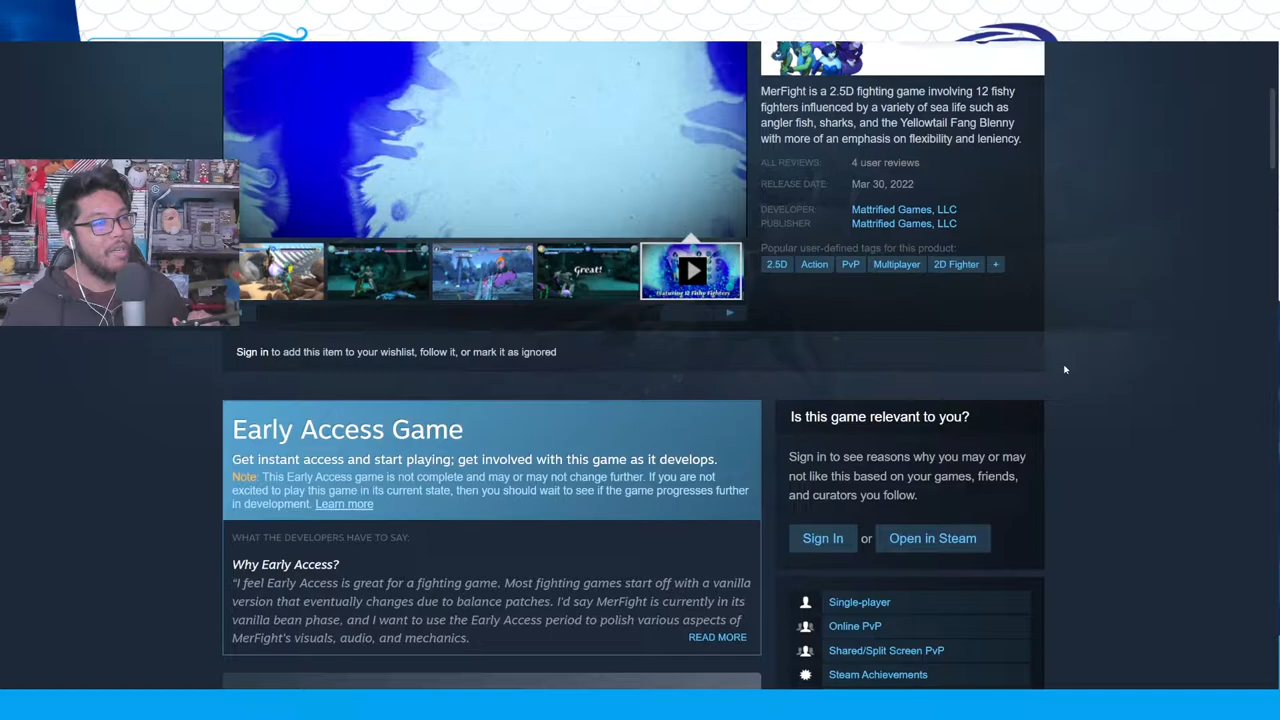 MerFight is a 2.5D fighting game involving 12 fishy
fighters influenced by a variety of sea life such as
angler fish, sharks, and the Yellowtail Fang Blenny
with more of an emphasis on flexibility and leniency.
ALL REVIEWS: 4 user reviews
RELEASE DATE: Mar 30, 2022
DEVELOPER: Mattrified Games, LLC
PUBLISHER Mattrified Games, LLC
Popular user-defined tags for this product:
2.5D Action PvP Multiplayer 2D Fighter +
Great!
Featuring 12 Fishy Fighters
Sign in to add this item to your wishlist, follow it, or mark it as ignored
Early Access Game
Get instant access and start playing; get involved with this game as it develops.
Note: This Early Access game is not complete and may or may not change further. If you are not
excited to play this game in its current state, then you should wait to see if the game progresses further
in development. Learn more
WHAT THE DEVELOPERS HAVE TO SAY:
Why Early Access?
“I feel Early Access is great for a fighting game. Most fighting games start off with a vanilla
version that eventually changes due to balance patches. I'd say MerFight is currently in its
vanilla bean phase, and I want to use the Early Access period to polish various aspects of
MerFight's visuals, audio, and mechanics.
READ MORE
Is this game relevant to you?
Sign in to see reasons why you may or may
not like this based on your games, friends,
and curators you follow.
Sign In or Open in Steam
Single-player
Online PvP
Shared/Split Screen PvP
Steam Achievements